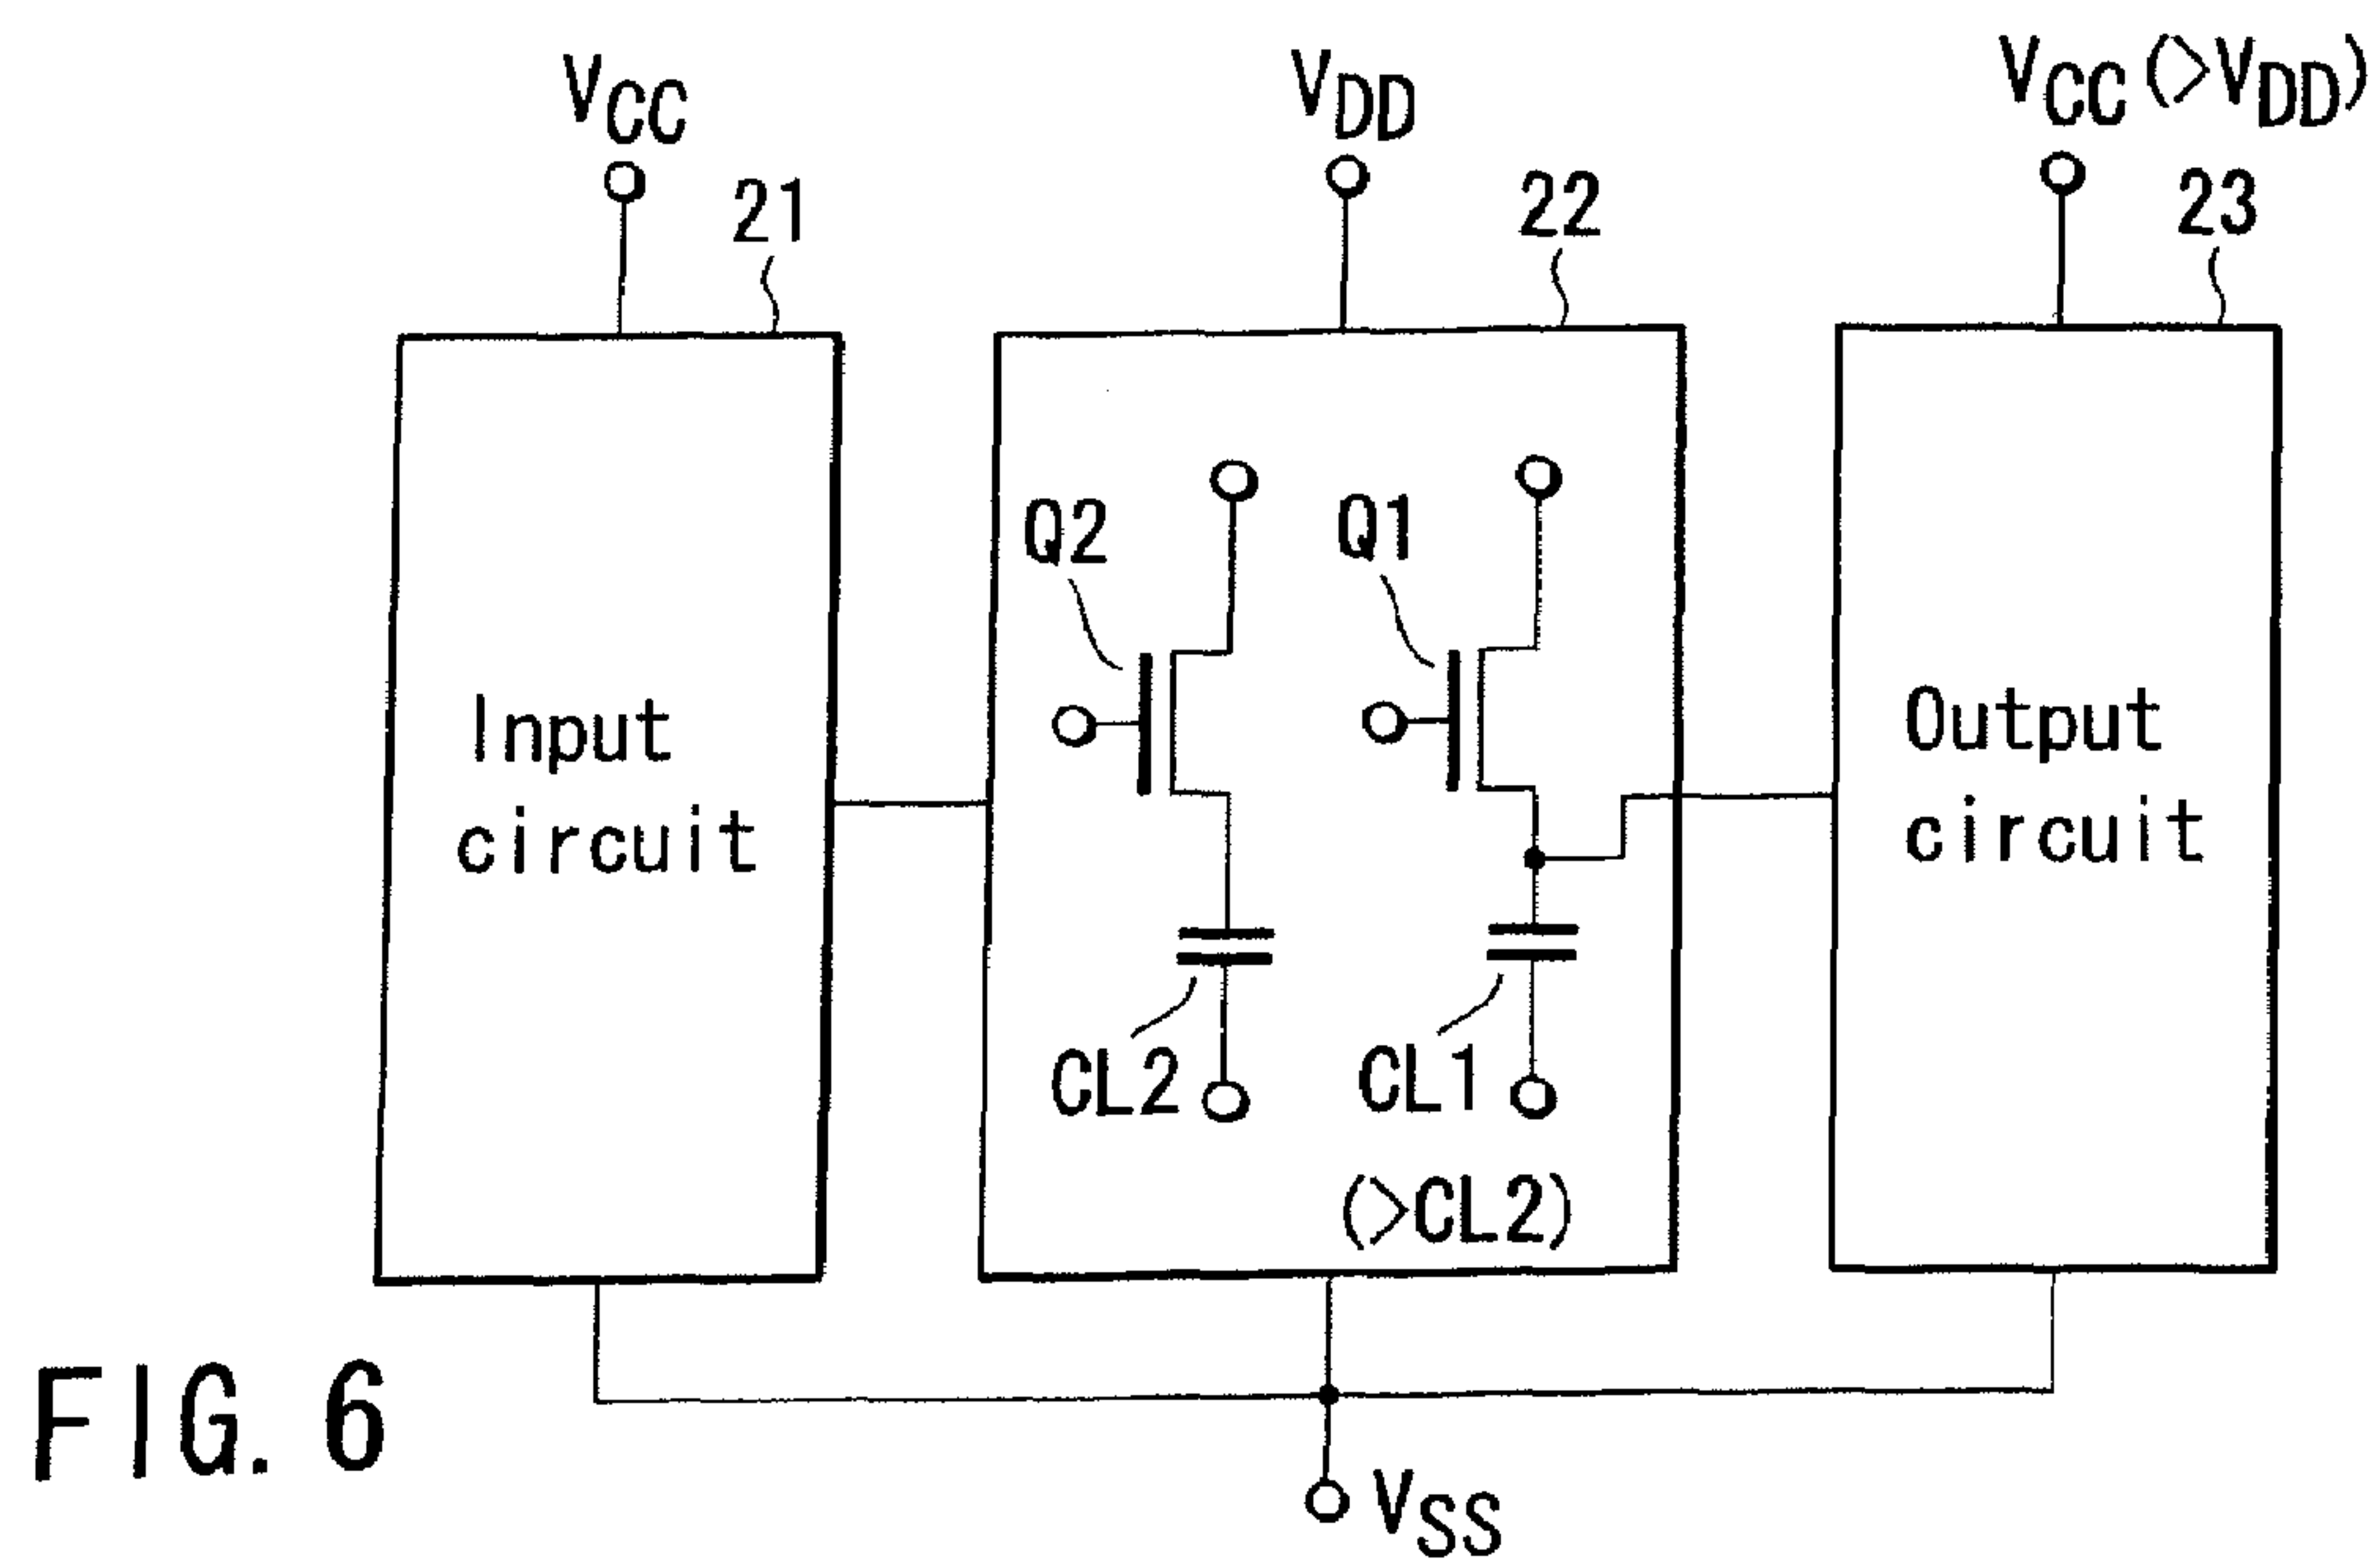 VCC
VDD
VCC (>VDD)
21
22
23
Q2
Q1
Input
circuit
Output
circuit
CL2
CL1
(>CL2)
FIG. 6
VSS